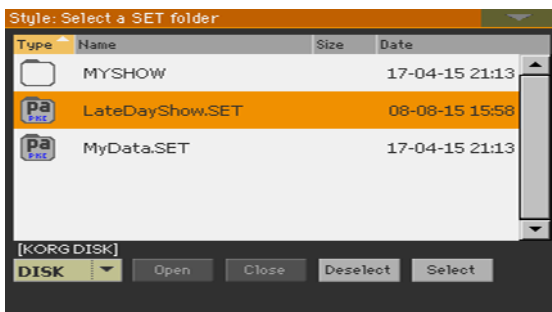 Style: Select a SET folder
Type Name Size Date
MYSHOW 17-04-15 21:13
Pa PKG LateDayShow.SET 08-08-15 15:58
Pa PKG MyData.SET 17-04-15 21:13
[KORG DISK]
DISK Open Close Deselect Select